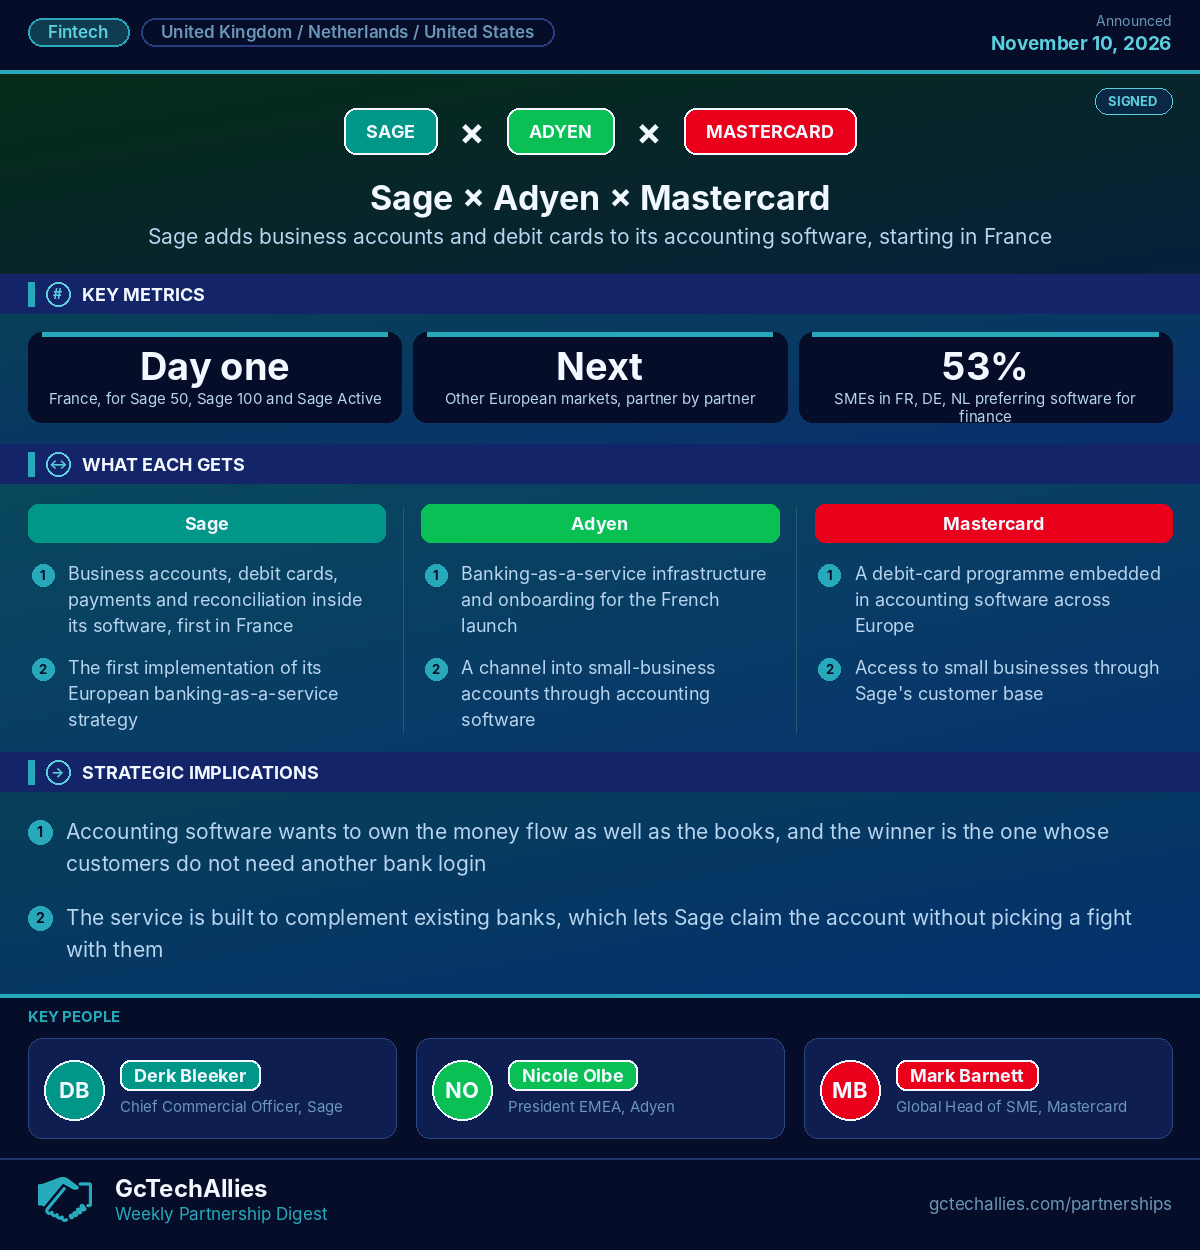 Fintech
United Kingdom / Netherlands / United States
Announced
November 10, 2026
SIGNED
SAGE × ADYEN × MASTERCARD
Sage × Adyen × Mastercard
Sage adds business accounts and debit cards to its accounting software, starting in France
# KEY METRICS
Day one
France, for Sage 50, Sage 100 and Sage Active
Next
Other European markets, partner by partner
53%
SMEs in FR, DE, NL preferring software for
finance
WHAT EACH GETS
Sage
1 Business accounts, debit cards,
payments and reconciliation inside
its software, first in France
2 The first implementation of its
European banking-as-a-service
strategy
Adyen
1 Banking-as-a-service infrastructure
and onboarding for the French
launch
2 A channel into small-business
accounts through accounting
software
Mastercard
1 A debit-card programme embedded
in accounting software across
Europe
2 Access to small businesses through
Sage's customer base
STRATEGIC IMPLICATIONS
1 Accounting software wants to own the money flow as well as the books, and the winner is the one whose
customers do not need another bank login
2 The service is built to complement existing banks, which lets Sage claim the account without picking a fight
with them
KEY PEOPLE
DB
Derk Bleeker
Chief Commercial Officer, Sage
NO
Nicole Olbe
President EMEA, Adyen
MB
Mark Barnett
Global Head of SME, Mastercard
GcTechAllies
Weekly Partnership Digest
gctechallies.com/partnerships